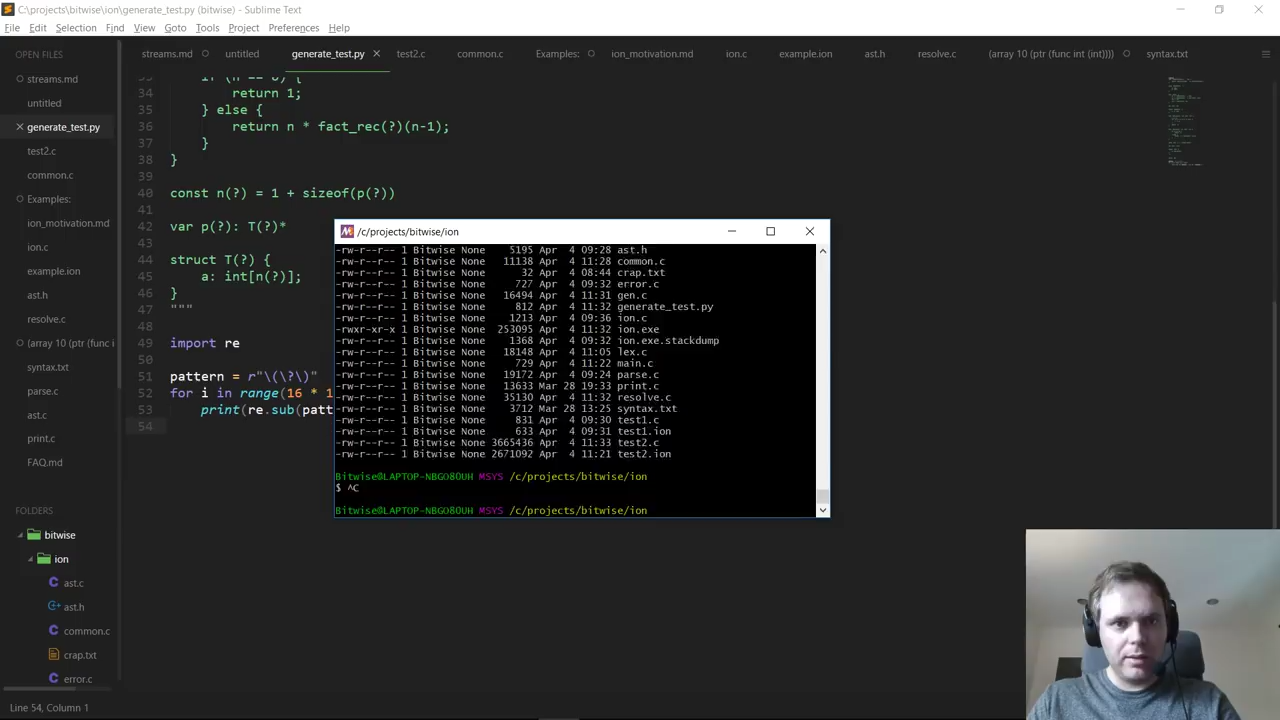 C:\projects\bitwise\ion\generate_test.py (bitwise) - Sublime Text
File Edit Selection Find View Goto Tools Project Preferences Help
OPEN FILES
streams.md
untitled
generate_test.py
test2.c
common.c
Examples:
ion_motivation.md
ion.c
example.ion
ast.h
resolve.c
(array 10 (ptr (func i
syntax.txt
parse.c
ast.c
print.c
FAQ.md
FOLDERS
bitwise
ion
ast.c
ast.h
common.c
crap.txt
error.c
streams.md untitled generate_test.py test2.c common.c Examples: ion_motivation.md ion.c example.ion ast.h resolve.c (array 10 (ptr (func int (int)))) syntax.txt
33 if (n == 0) {
34 return 1;
35 } else {
36 return n * fact_rec(?)(n-1);
37 }
38 }
39
40 const n(?) = 1 + sizeof(p(?))
41
42 var p(?): T(?)*
43
44 struct T(?) {
45 a: int[n(?)];
46 }
47 """
48
49 import re
50
51 pattern = r"\(\?\)"
52 for i in range(16 * 1
53 print(re.sub(patt
54
/c/projects/bitwise/ion
-rw-r--r-- 1 Bitwise None 5195 Apr 4 09:28 ast.h
-rw-r--r-- 1 Bitwise None 11138 Apr 4 11:28 common.c
-rw-r--r-- 1 Bitwise None 32 Apr 4 08:44 crap.txt
-rw-r--r-- 1 Bitwise None 727 Apr 4 09:32 error.c
-rw-r--r-- 1 Bitwise None 16494 Apr 4 11:31 gen.c
-rw-r--r-- 1 Bitwise None 812 Apr 4 11:32 generate_test.py
-rw-r--r-- 1 Bitwise None 1213 Apr 4 09:36 ion.c
-rwxr-xr-x 1 Bitwise None 253095 Apr 4 11:32 ion.exe
-rw-r--r-- 1 Bitwise None 1368 Apr 4 09:32 ion.exe.stackdump
-rw-r--r-- 1 Bitwise None 18148 Apr 4 11:05 lex.c
-rw-r--r-- 1 Bitwise None 729 Apr 4 11:22 main.c
-rw-r--r-- 1 Bitwise None 19172 Apr 4 09:24 parse.c
-rw-r--r-- 1 Bitwise None 13633 Mar 28 19:33 print.c
-rw-r--r-- 1 Bitwise None 35130 Apr 4 11:32 resolve.c
-rw-r--r-- 1 Bitwise None 3712 Mar 28 13:25 syntax.txt
-rw-r--r-- 1 Bitwise None 831 Apr 4 09:30 test1.c
-rw-r--r-- 1 Bitwise None 633 Apr 4 09:31 test1.ion
-rw-r--r-- 1 Bitwise None 3665436 Apr 4 11:33 test2.c
-rw-r--r-- 1 Bitwise None 2671092 Apr 4 11:21 test2.ion
Bitwise@LAPTOP-NBGO80UH MSYS /c/projects/bitwise/ion
$ ^C
Bitwise@LAPTOP-NBGO80UH MSYS /c/projects/bitwise/ion
Line 54, Column 1